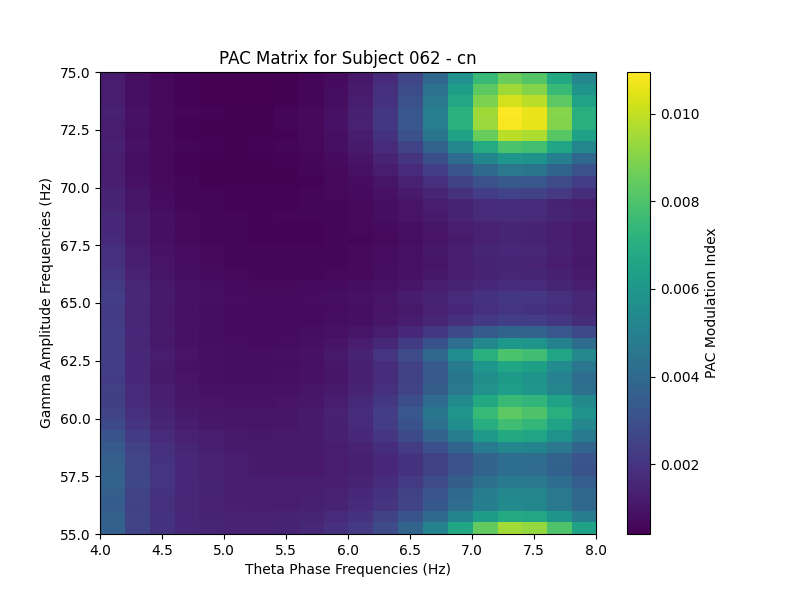 PAC Matrix for Subject 062 - cn
75.0
72.5
70.0
67.5
65.0
62.5
60.0
57.5
55.0
Gamma Amplitude Frequencies (Hz)
4.0 4.5 5.0 5.5 6.0 6.5 7.0 7.5 8.0
Theta Phase Frequencies (Hz)
0.010
0.008
0.006
0.004
0.002
PAC Modulation Index